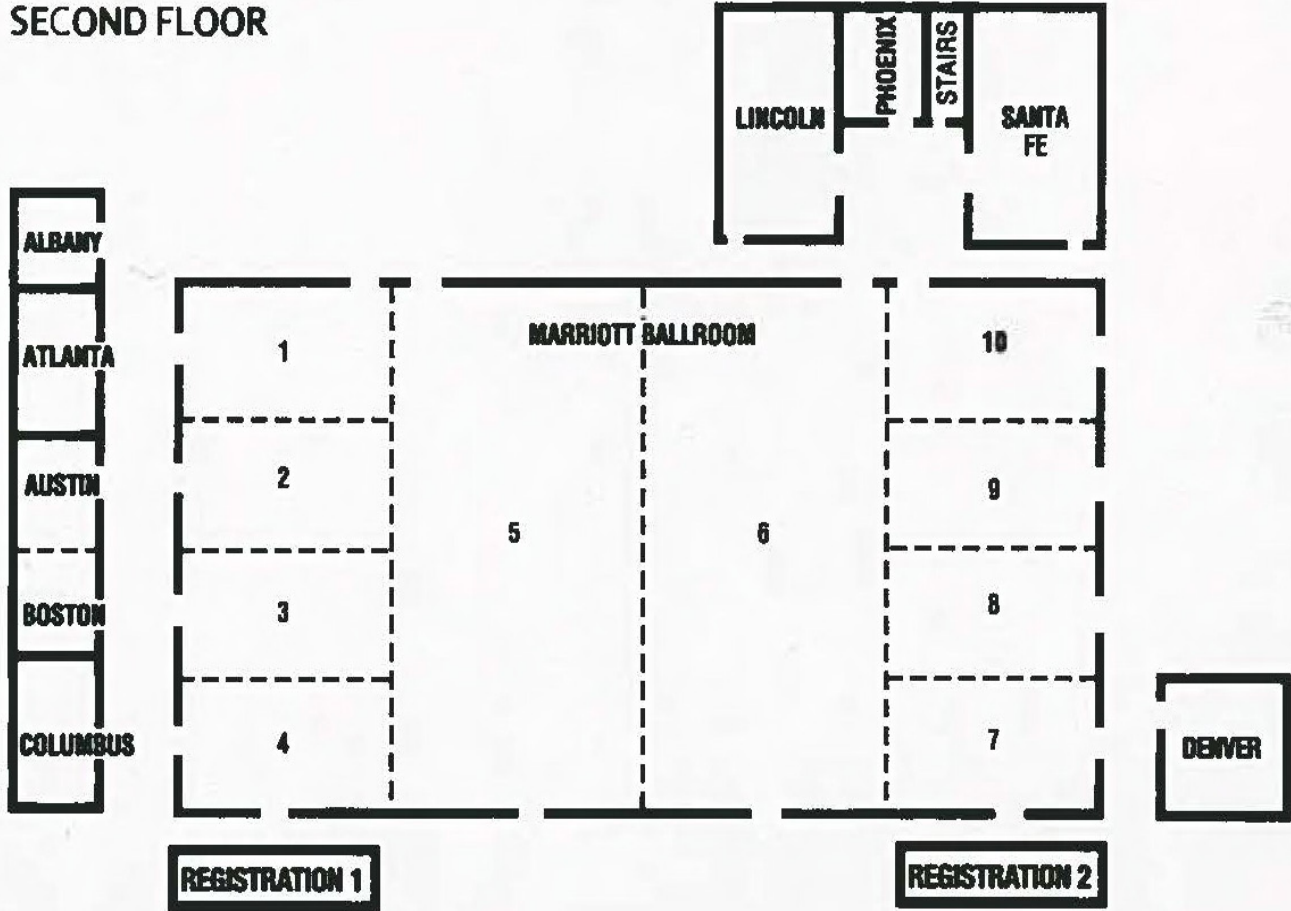 SECOND FLOOR
LINCOLN
PHOENIX
STAIRS
SANTA
FE
ALBANY
ATLANTA
AUSTIN
BOSTON
COLUMBUS
MARRIOTT BALLROOM
1
2
3
4
5
6
10
9
8
7
DENVER
REGISTRATION 1
REGISTRATION 2